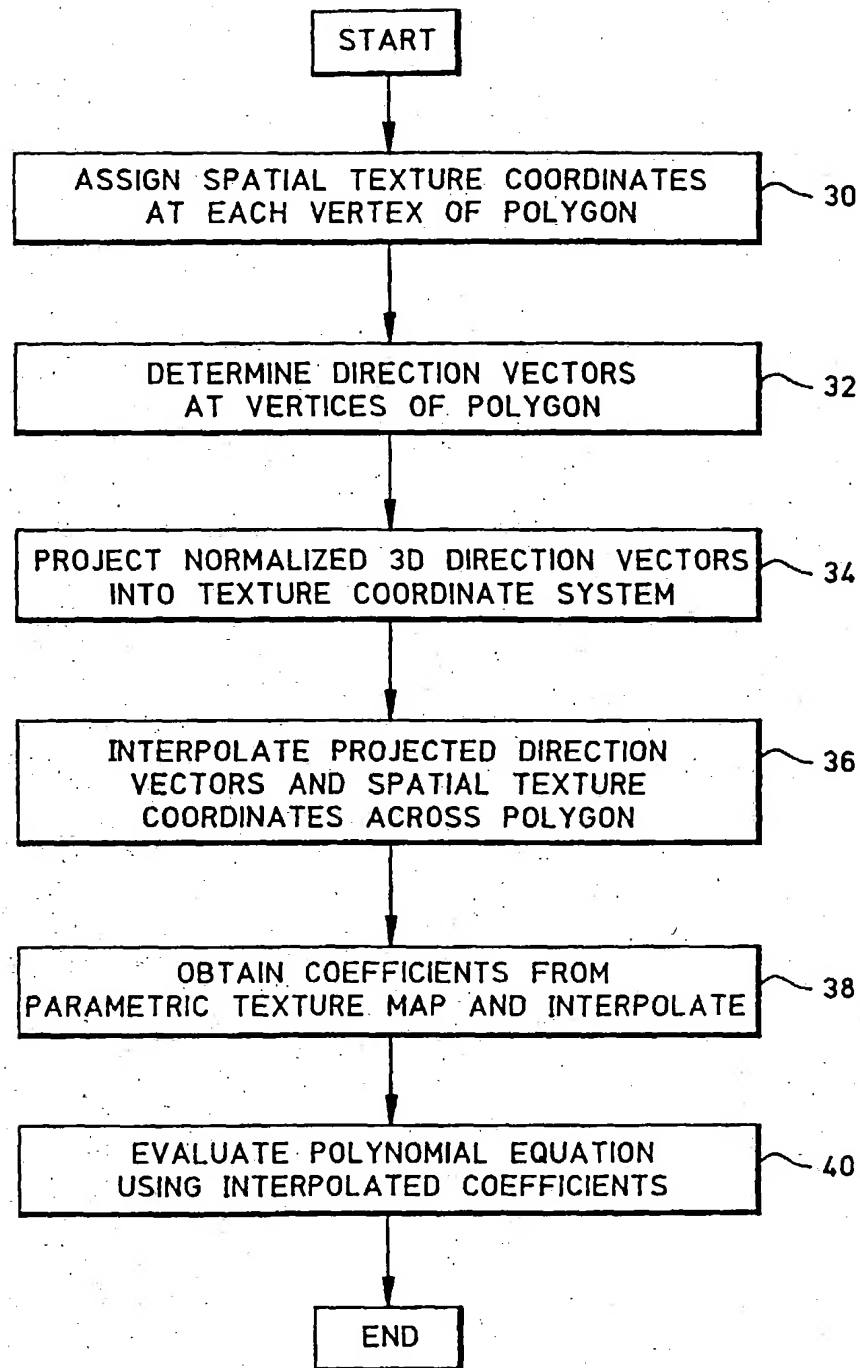 START
ASSIGN SPATIAL TEXTURE COORDINATES
AT EACH VERTEX OF POLYGON
30
DETERMINE DIRECTION VECTORS
AT VERTICES OF POLYGON
32
PROJECT NORMALIZED 3D DIRECTION VECTORS
INTO TEXTURE COORDINATE SYSTEM
34
INTERPOLATE PROJECTED DIRECTION
VECTORS AND SPATIAL TEXTURE
COORDINATES ACROSS POLYGON
36
OBTAIN COEFFICIENTS FROM
PARAMETRIC TEXTURE MAP AND INTERPOLATE
38
EVALUATE POLYNOMIAL EQUATION
USING INTERPOLATED COEFFICIENTS
40
END